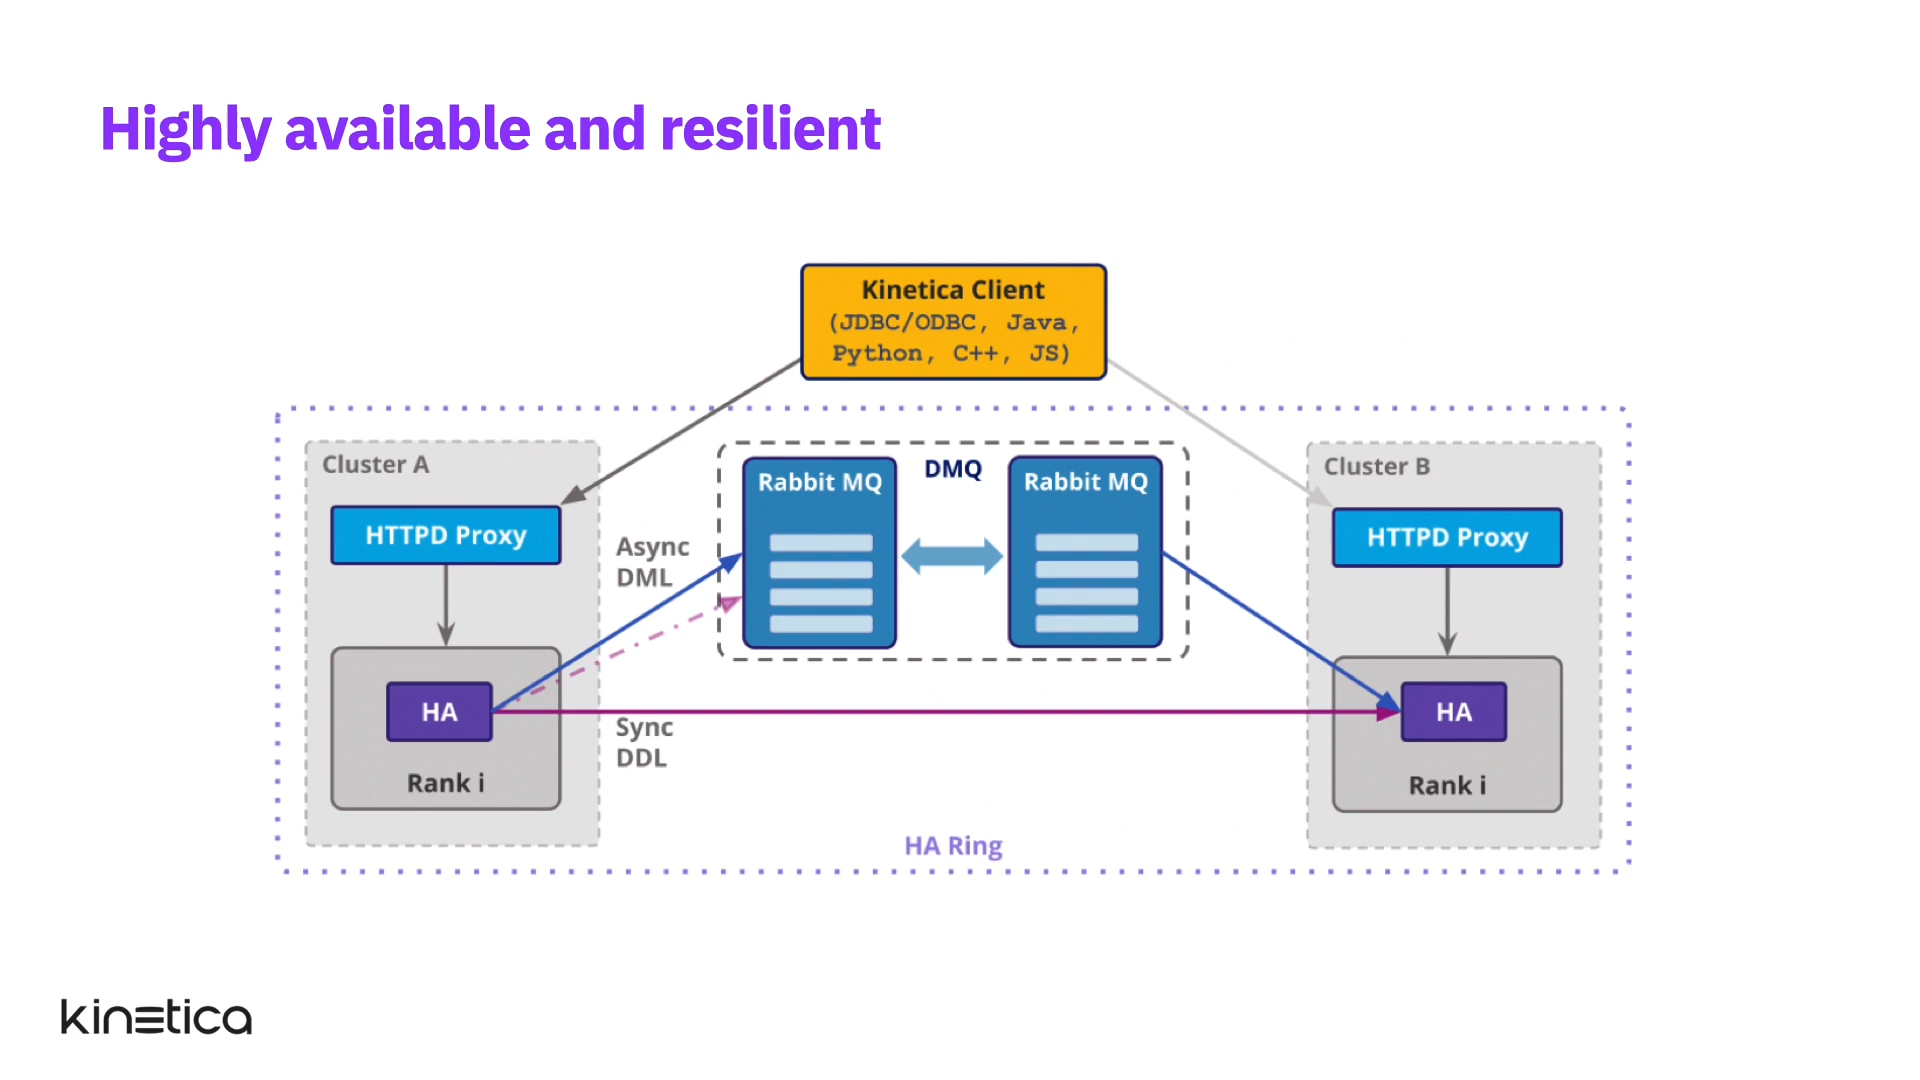 Highly available and resilient
Kinetica Client
(JDBC/ODBC, Java,
Python, C++, JS)
Cluster A
HTTPD Proxy
HA
Rank i
Async
DML
Sync
DDL
Rabbit MQ
DMQ
Rabbit MQ
Cluster B
HTTPD Proxy
HA
Rank i
HA Ring
kinetica